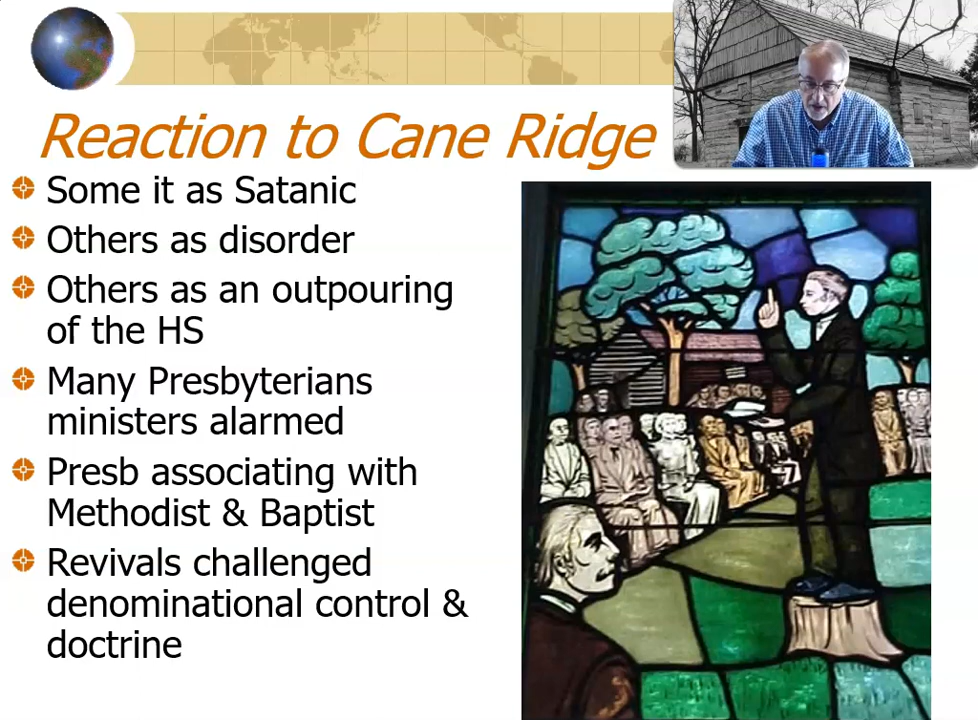 Reaction to Cane Ridge
Some it as Satanic
Others as disorder
Others as an outpouring
of the HS
Many Presbyterians
ministers alarmed
Presb associating with
Methodist & Baptist
Revivals challenged
denominational control &
doctrine